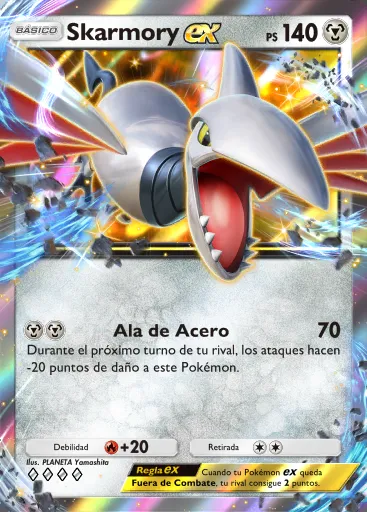 BÁSICO Skarmory ex PS 140
Ala de Acero 70
Durante el próximo turno de tu rival, los ataques hacen
-20 puntos de daño a este Pokémon.
Debilidad +20 Retirada
Ilus. PLANETA Yamashita
Regla ex Cuando tu Pokémon ex queda
Fuera de Combate, tu rival consigue 2 puntos.